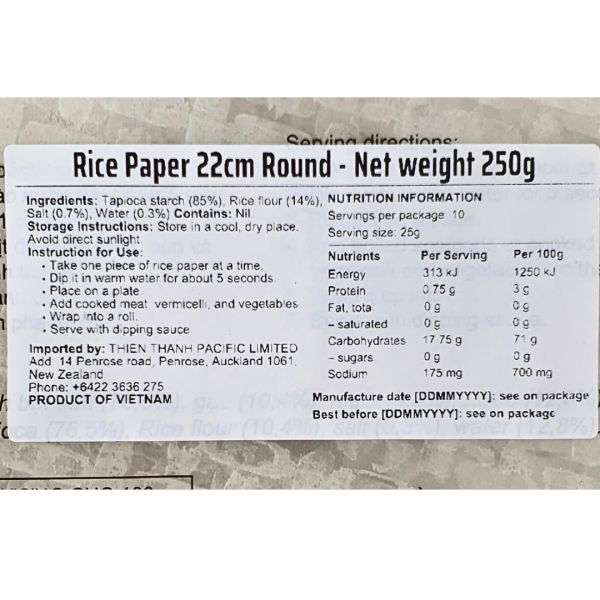 Serving directions:
Rice Paper 22cm Round - Net weight 250g
Ingredients: Tapioca starch (85%), Rice flour (14%),
Salt (0.7%), Water (0.3%) Contains: Nil
Storage Instructions: Store in a cool, dry place.
Avoid direct sunlight
Instruction for Use:
• Take one piece of rice paper at a time.
• Dip it in warm water for about 5 seconds.
• Place on a plate
• Add cooked meat, vermicelli, and vegetables
• Wrap into a roll.
• Serve with dipping sauce
Imported by: THIEN THANH PACIFIC LIMITED
Add: 14 Penrose road, Penrose, Auckland 1061,
New Zealand
Phone: +6422 3636 275
PRODUCT OF VIETNAM
NUTRITION INFORMATION
Servings per package: 10
Serving size: 25g
Nutrients Per Serving Per 100g
Energy 313 kJ 1250 kJ
Protein 0.75 g 3 g
Fat, total 0 g 0 g
– saturated 0 g 0 g
Carbohydrates 17.75 g 71 g
– sugars 0 g 0 g
Sodium 175 mg 700 mg
Manufacture date [DDMMYYYY]: see on package
Best before [DDMMYYYY]: see on package
(76,5%), Rice flour (10,4%), salt (0,3%), water (12,8%)